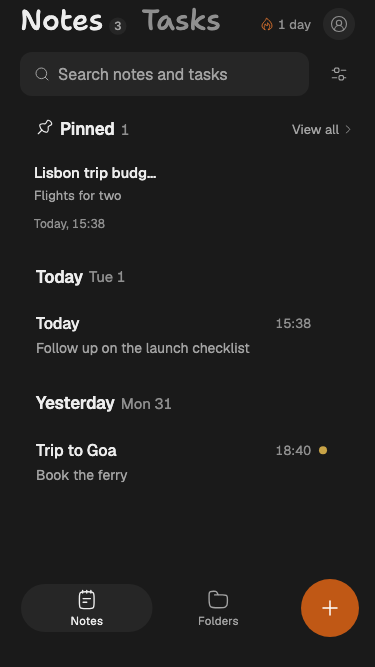 Notes 3 Tasks 1 day
Search notes and tasks
Pinned 1 View all
Lisbon trip budg...
Flights for two
Today, 15:38
Today Tue 1
Today 15:38
Follow up on the launch checklist
Yesterday Mon 31
Trip to Goa 18:40
Book the ferry
Notes Folders